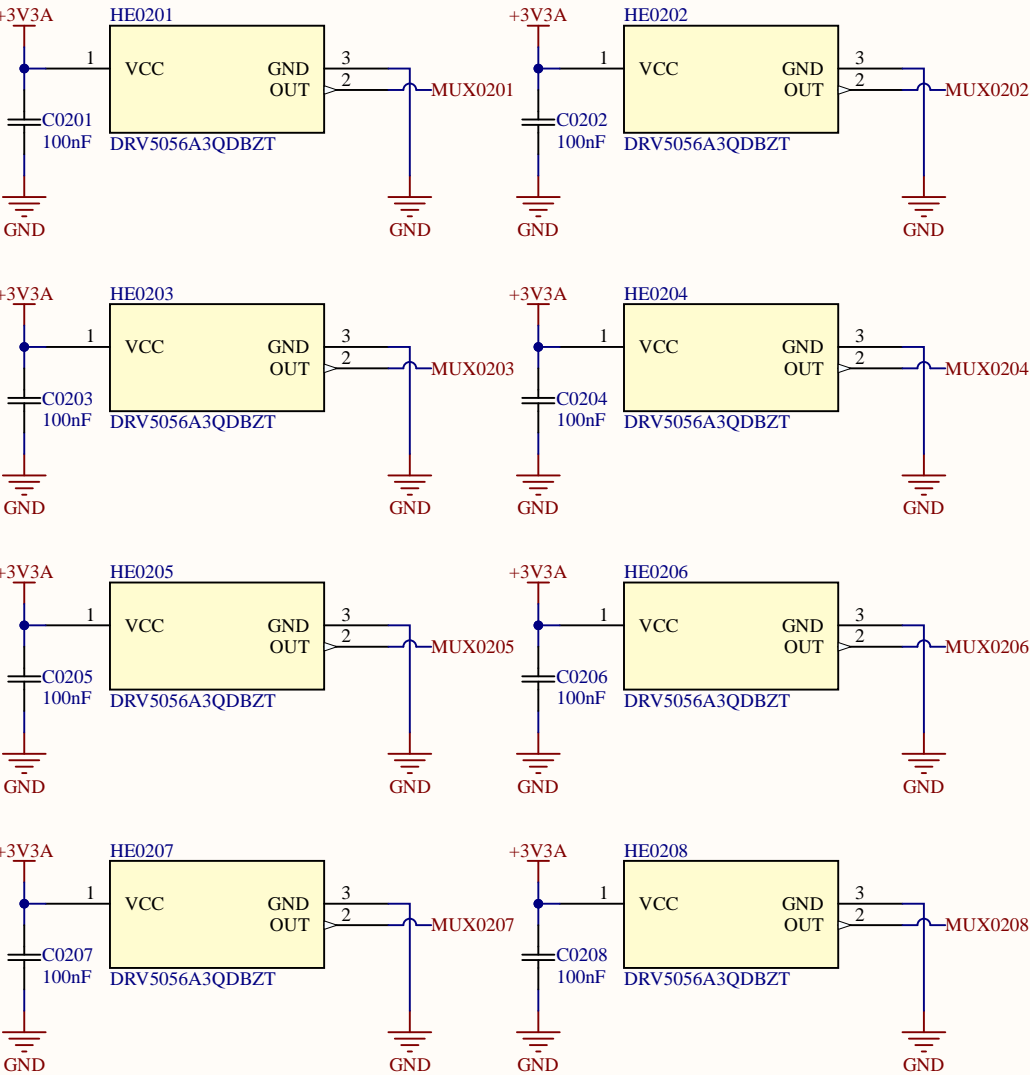 +3V3A HE0201 +3V3A HE0202
1 VCC GND 3 1 VCC GND 3
OUT 2 MUX0201 OUT 2 MUX0202
C0201 C0202
100nF DRV5056A3QDBZT 100nF DRV5056A3QDBZT
GND GND GND GND
+3V3A HE0203 +3V3A HE0204
1 VCC GND 3 1 VCC GND 3
OUT 2 MUX0203 OUT 2 MUX0204
C0203 C0204
100nF DRV5056A3QDBZT 100nF DRV5056A3QDBZT
GND GND GND GND
+3V3A HE0205 +3V3A HE0206
1 VCC GND 3 1 VCC GND 3
OUT 2 MUX0205 OUT 2 MUX0206
C0205 C0206
100nF DRV5056A3QDBZT 100nF DRV5056A3QDBZT
GND GND GND GND
+3V3A HE0207 +3V3A HE0208
1 VCC GND 3 1 VCC GND 3
OUT 2 MUX0207 OUT 2 MUX0208
C0207 C0208
100nF DRV5056A3QDBZT 100nF DRV5056A3QDBZT
GND GND GND GND